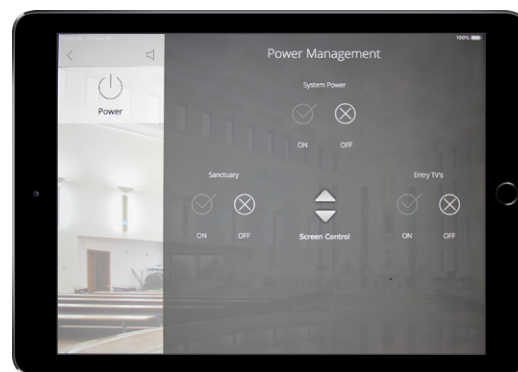 100%
Power Management
Power
System Power
ON
OFF
Sanctuary
ON
OFF
Screen Control
Entry TV's
ON
OFF